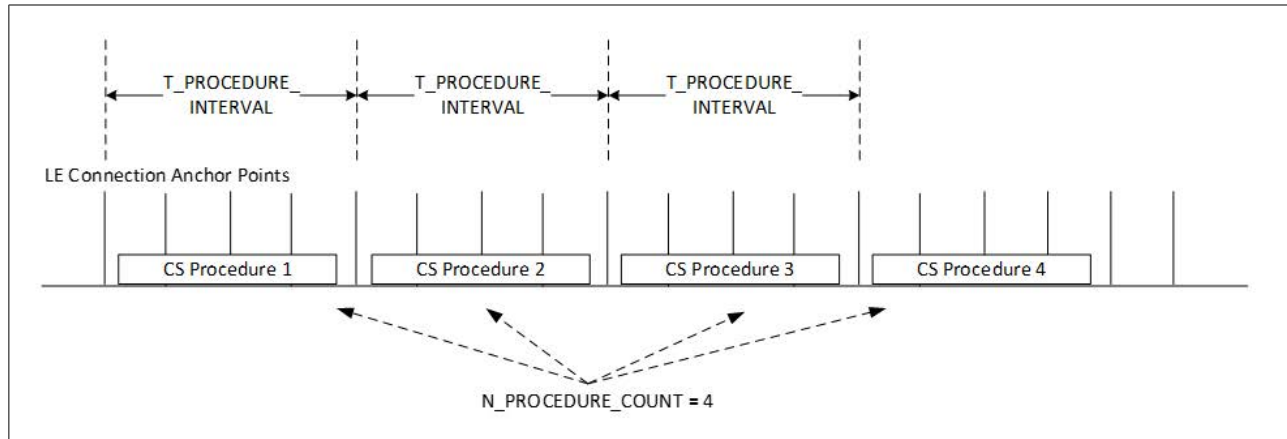 T_PROCEDURE_
INTERVAL
T_PROCEDURE_
INTERVAL
T_PROCEDURE_
INTERVAL
LE Connection Anchor Points
CS Procedure 1
CS Procedure 2
CS Procedure 3
CS Procedure 4
N_PROCEDURE_COUNT = 4